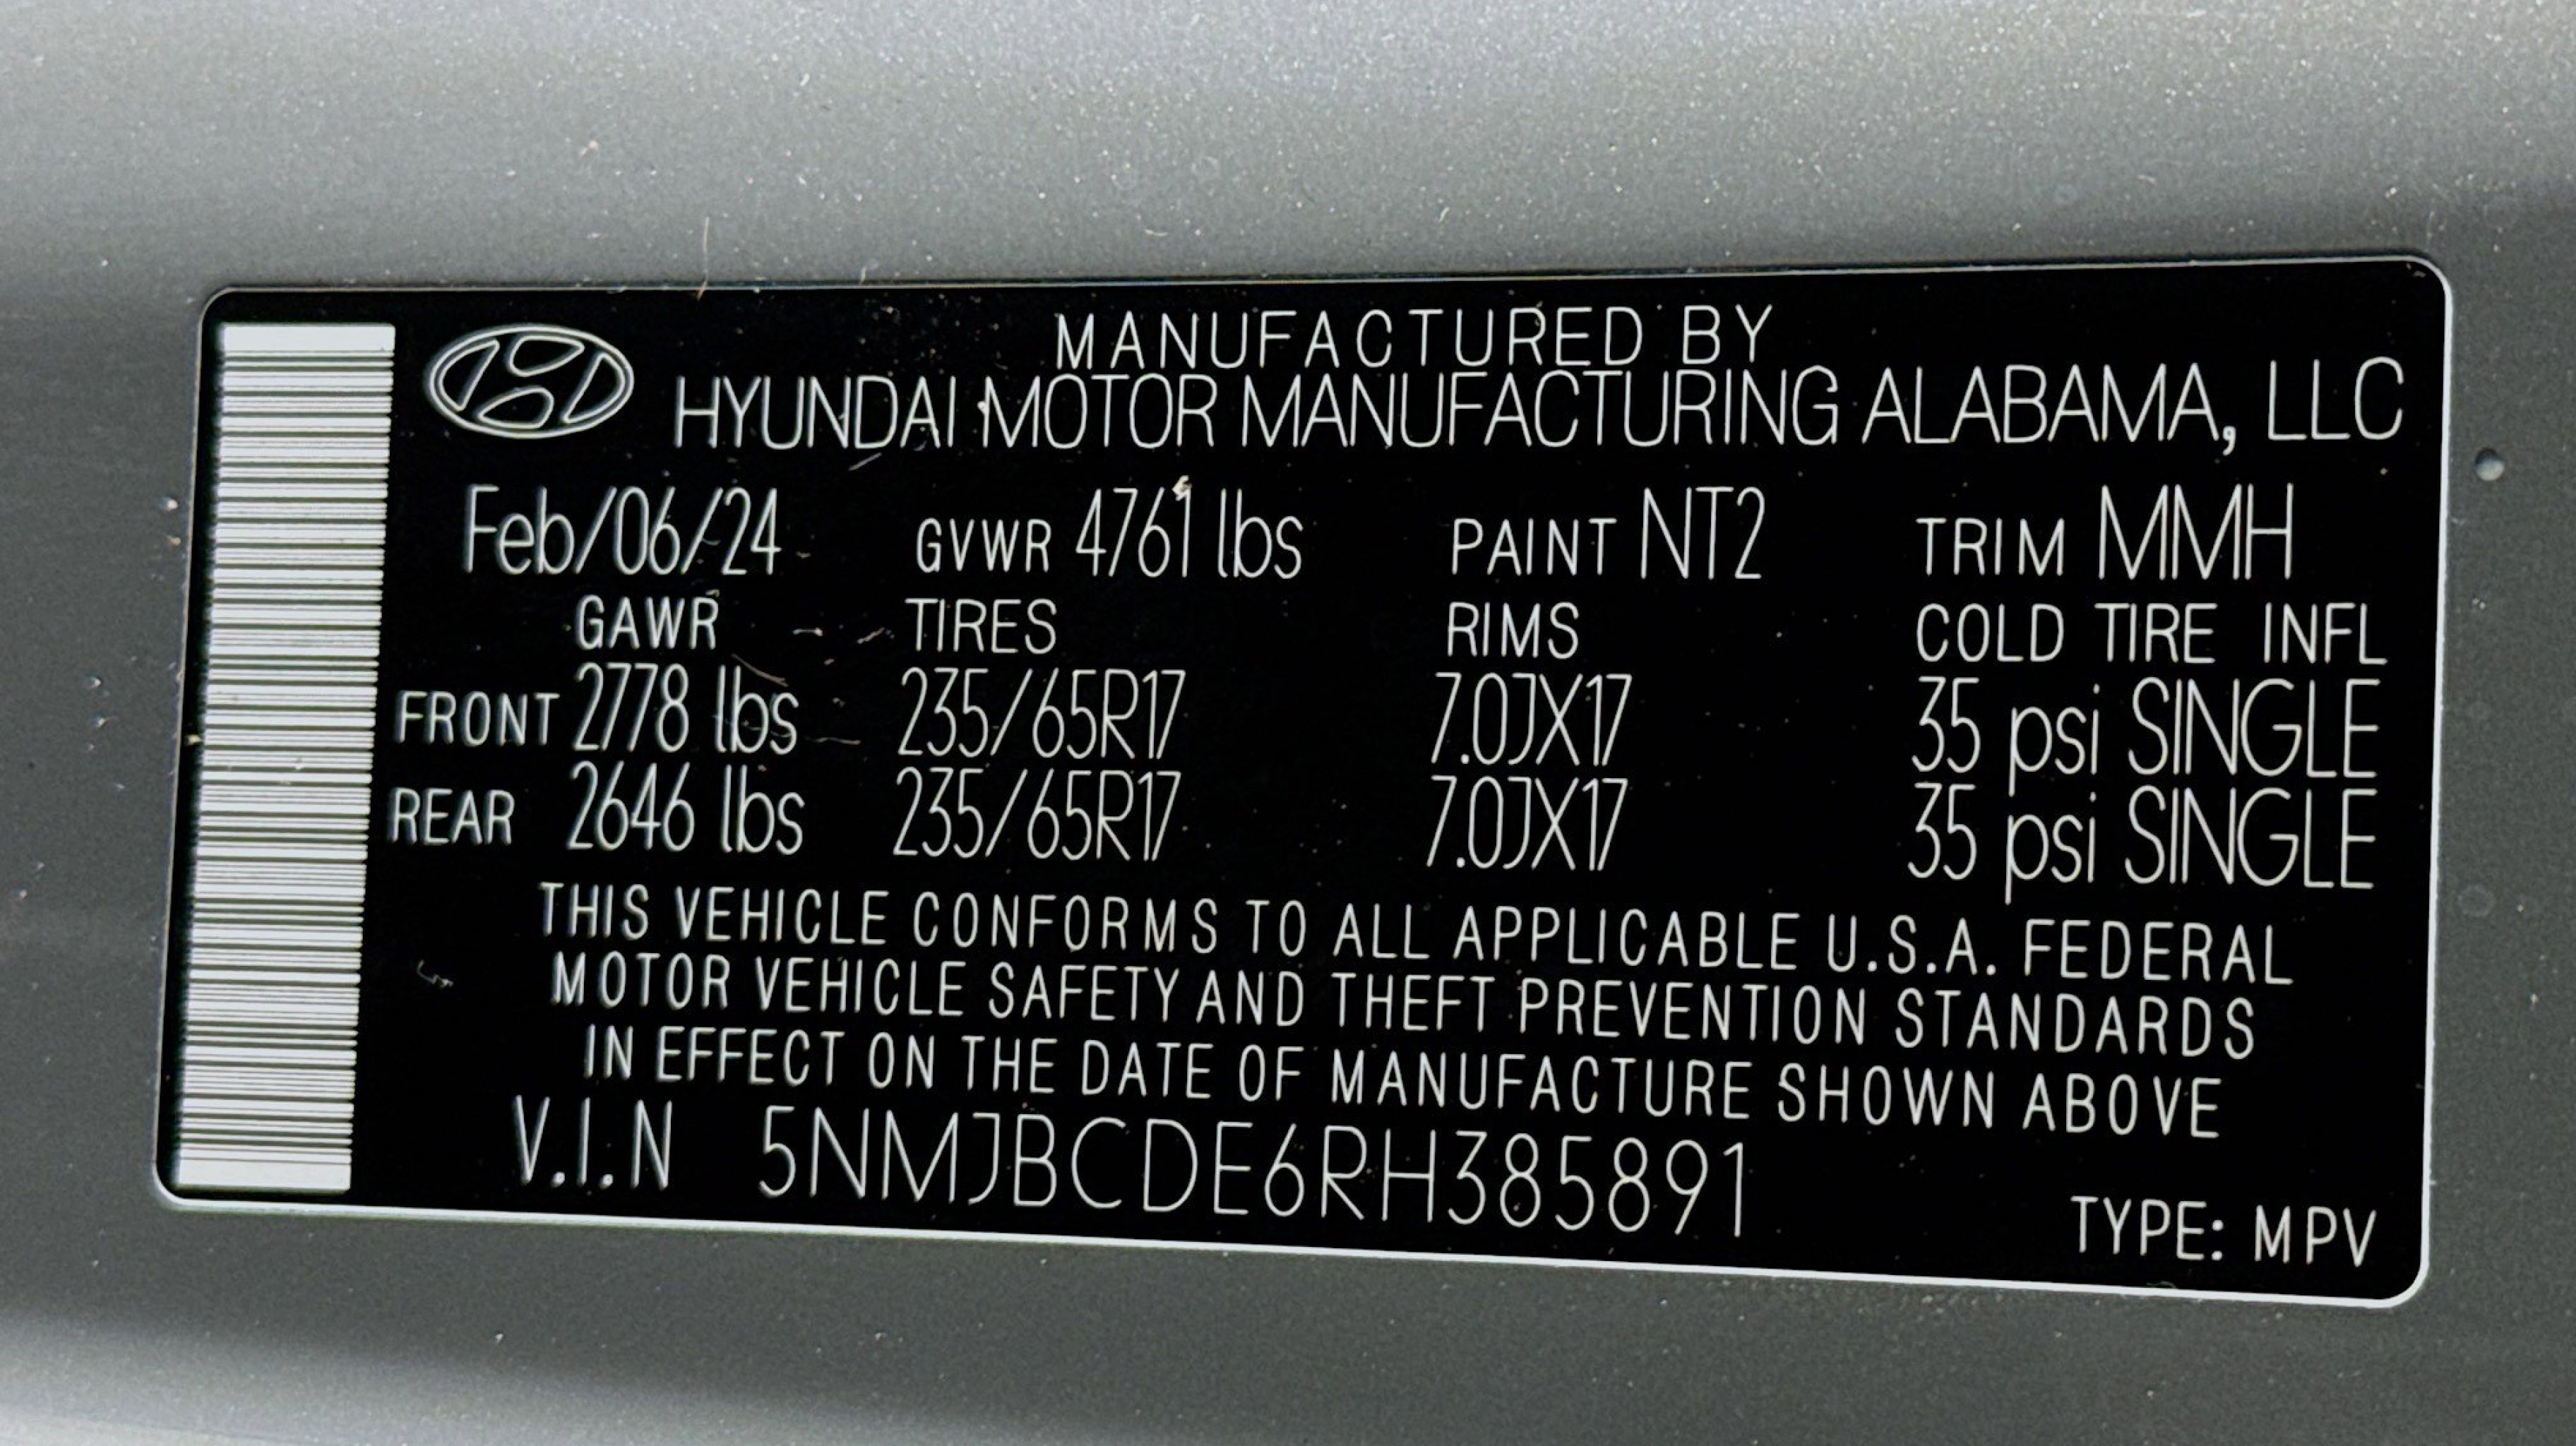 MANUFACTURED BY
HYUNDAI MOTOR MANUFACTURING ALABAMA, LLC
Feb/06/24 GVWR 4761 lbs PAINT NT2 TRIM MMH
GAWR TIRES RIMS COLD TIRE INFL
FRONT 2778 lbs 235/65R17 7.0JX17 35 psi SINGLE
REAR 2646 lbs 235/65R17 7.0JX17 35 psi SINGLE
THIS VEHICLE CONFORMS TO ALL APPLICABLE U.S.A. FEDERAL
MOTOR VEHICLE SAFETY AND THEFT PREVENTION STANDARDS
IN EFFECT ON THE DATE OF MANUFACTURE SHOWN ABOVE
V.I.N 5NMJBCDE6RH385891
TYPE: MPV